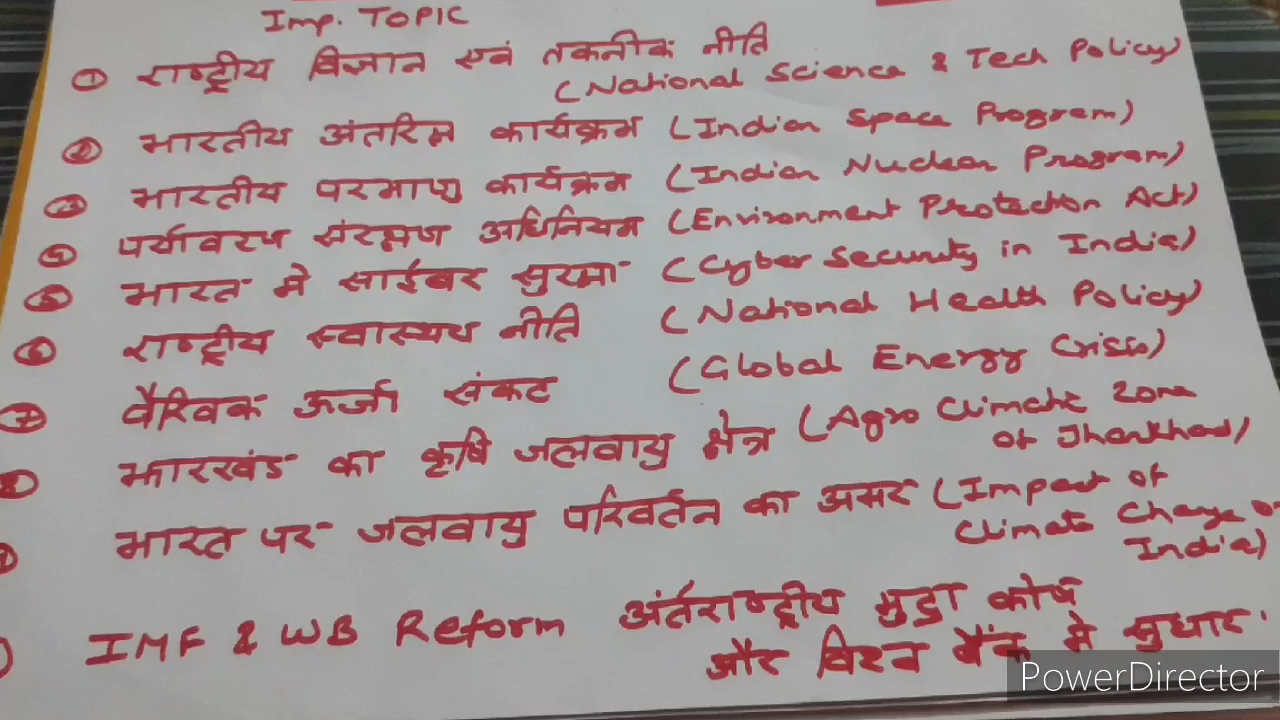 Imp. TOPIC
① राष्ट्रीय विज्ञान एवं तकनीक नीति
(National Science & Tech Policy)
② भारतीय अंतरिक्ष कार्यक्रम (Indian Space Program)
③ भारतीय परमाणु कार्यक्रम (Indian Nuclear Program)
पर्यावरण संरक्षण अधिनियम (Environment Protection Act)
⑤ भारत मे साईबर सुरक्षा (Cyber Security in India)
⑥ राष्ट्रीय स्वास्थ्य नीति (National Health Policy)
⑦ वैश्विक ऊर्जा संकट (Global Energy Crisis)
⑧ झारखंड का कृषि जलवायु क्षेत्र (Agro Climatic Zone
of Jharkhand)
भारत पर जलवायु परिवर्तन का असर (Impact of
Climate Change on
India)
IMF & WB Reform अंर्तराष्ट्रीय मुद्रा कोष
और विश्व बैंक मे सुधार.
PowerDirector